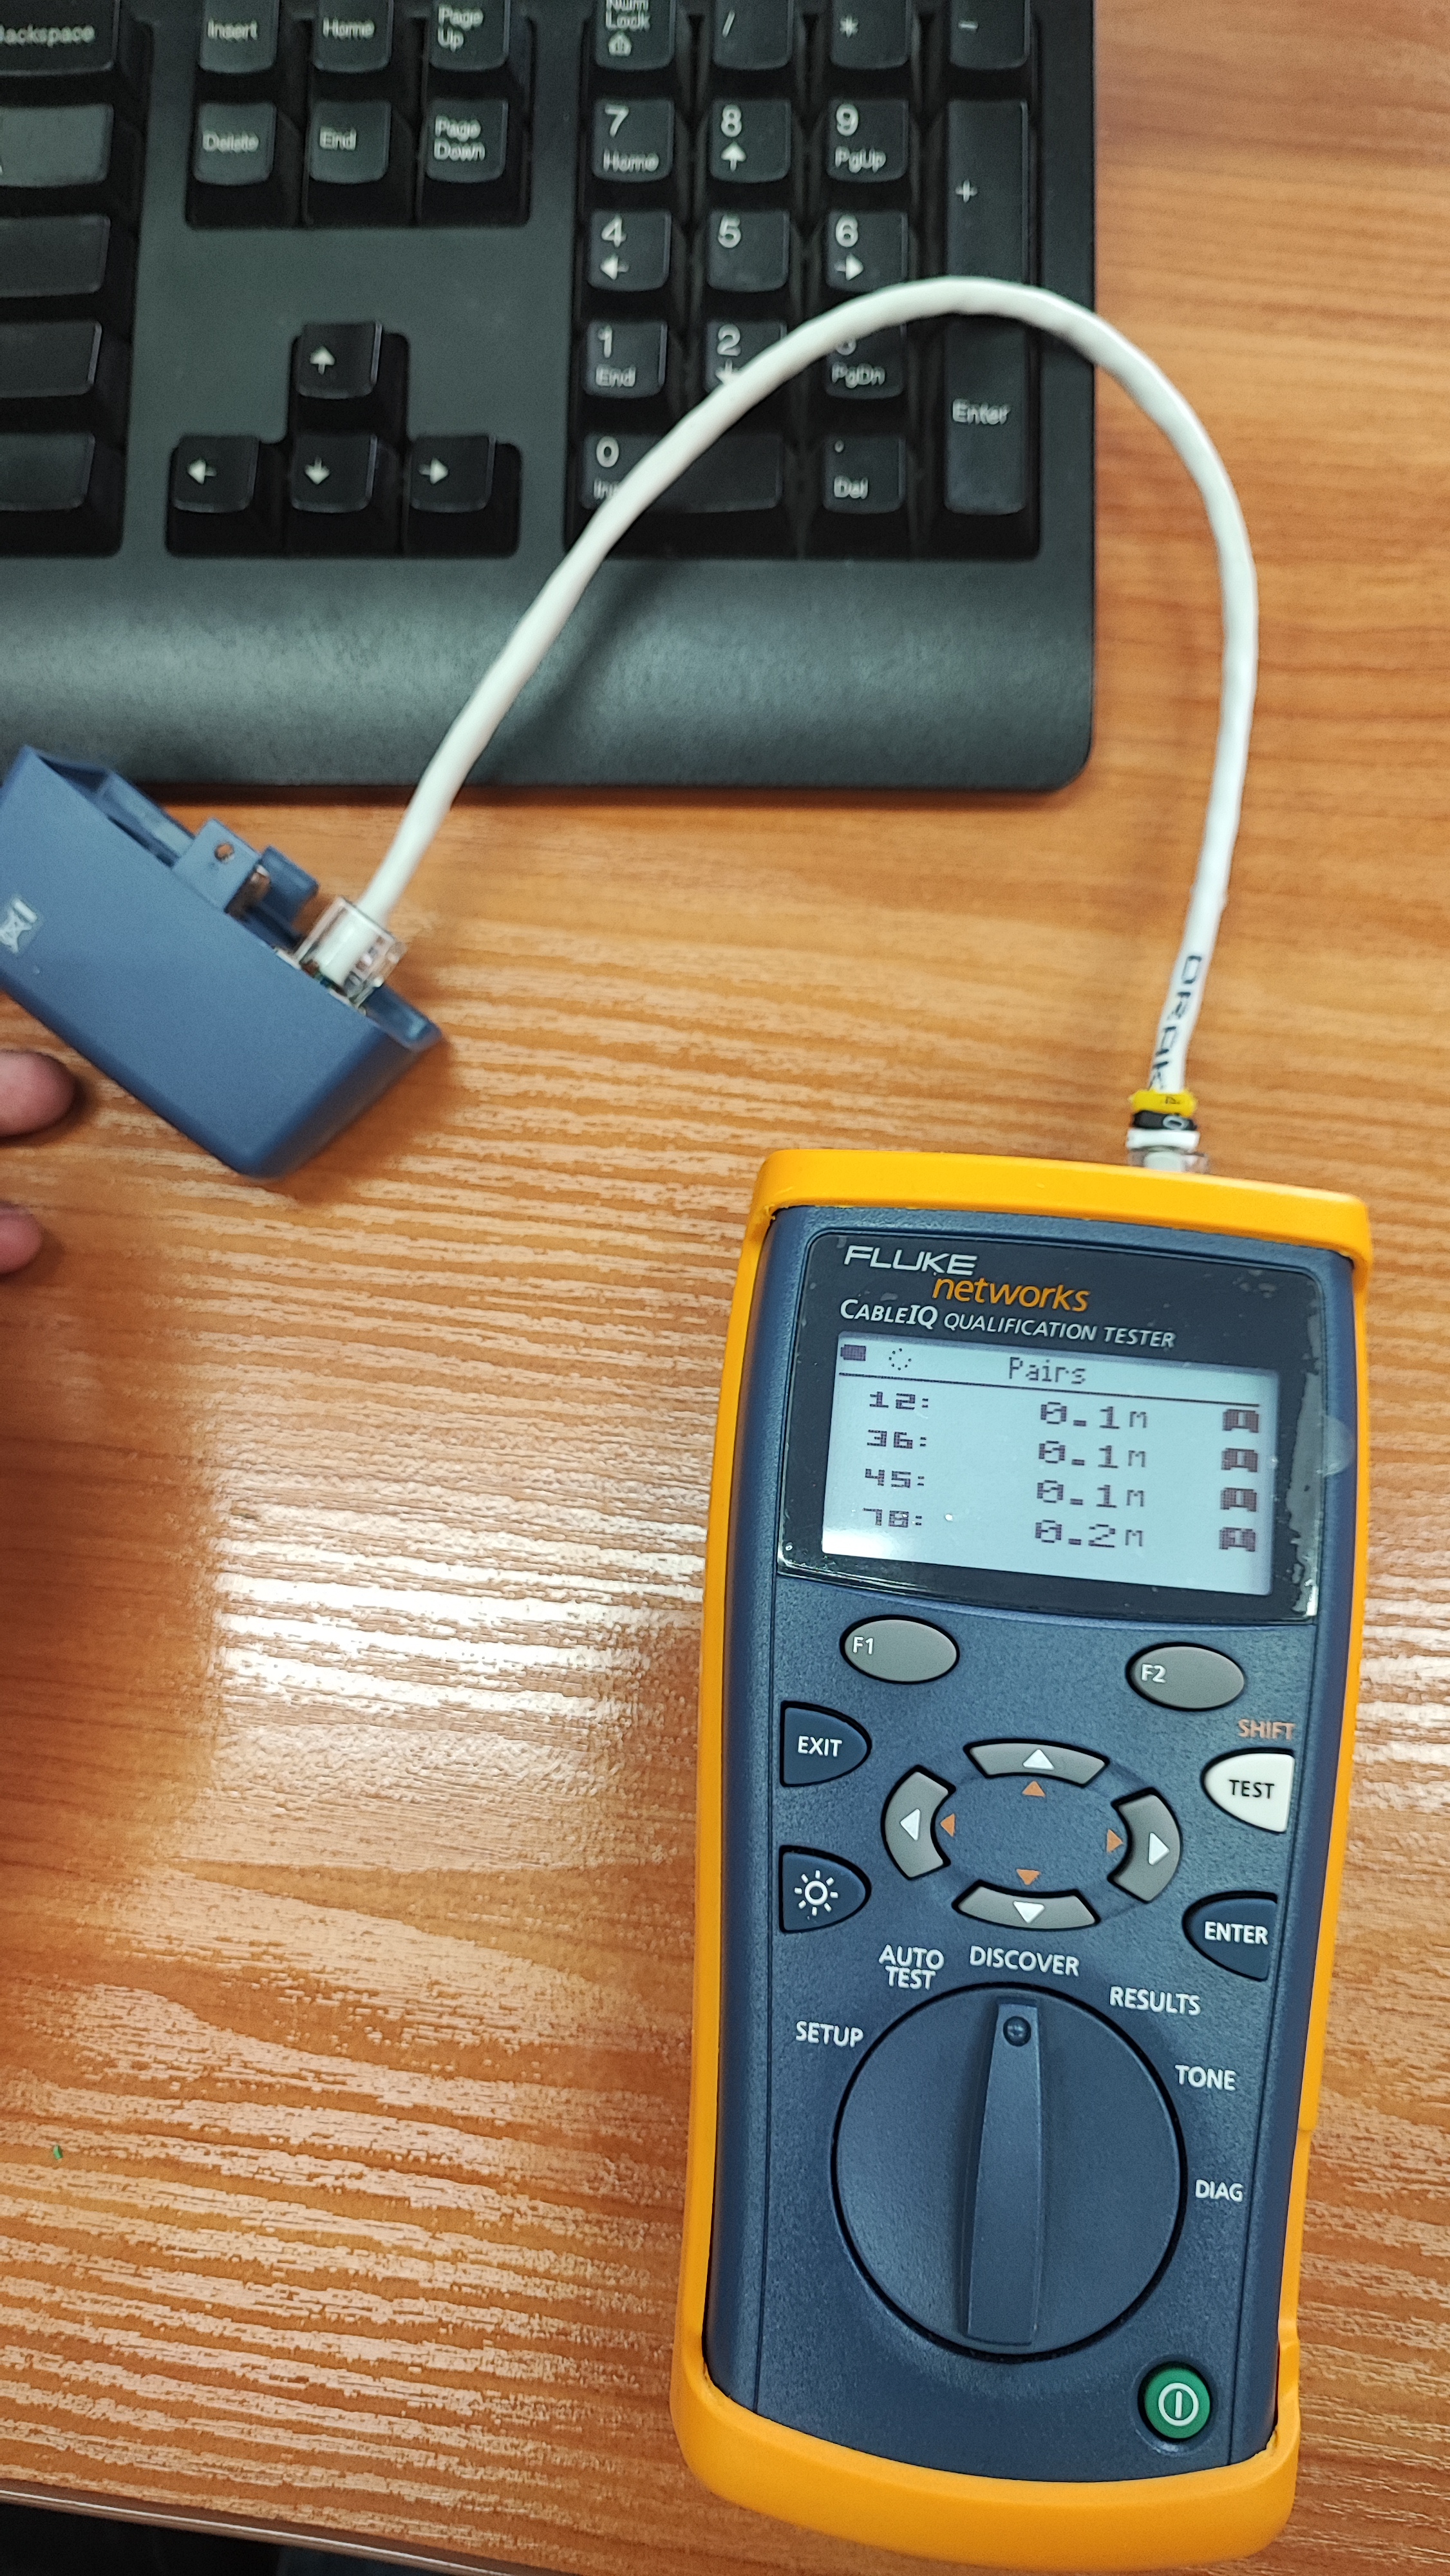 Backspace
Insert
Home
Page Up
Num Lock
/
*
-
Delete
End
Page Down
7 Home
8
9 PgUp
+
4
5
6
1 End
2
PgDn
Enter
0
.
Del
FLUKE
networks
CABLEIQ QUALIFICATION TESTER
Pairs
12: 0.1m
36: 0.1m
45: 0.1m
78: 0.2m
F1
F2
SHIFT
EXIT
TEST
ENTER
AUTO TEST
DISCOVER
RESULTS
SETUP
TONE
DIAG